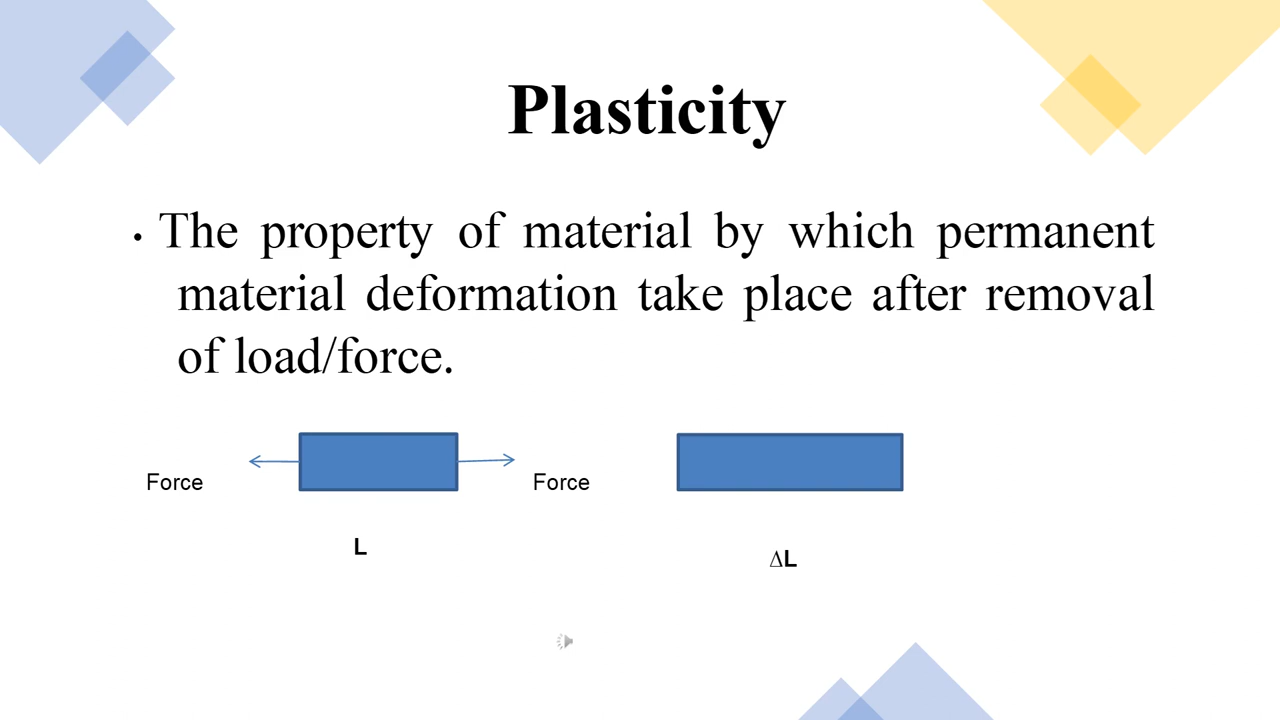 Plasticity
• The property of material by which permanent
material deformation take place after removal
of load/force.
Force
Force
L
∆L